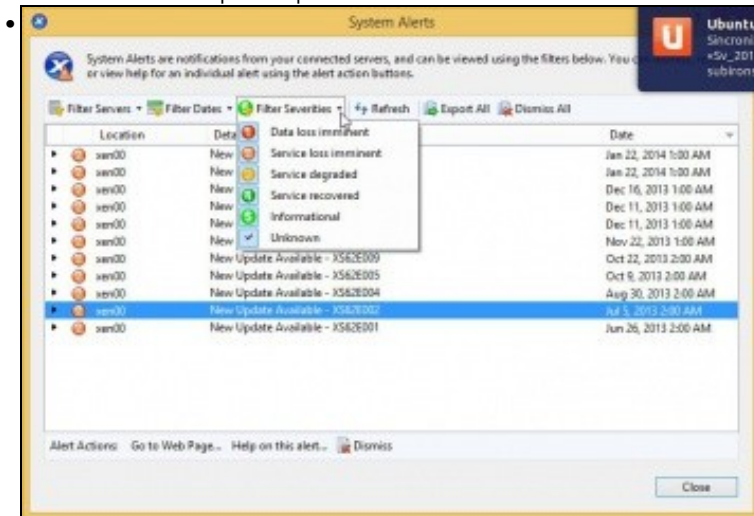 System Alerts
Ubuntu
Sincroni
«Sv_201
subirons
System Alerts are notifications from your connected servers, and can be viewed using the filters below. You c
or view help for an individual alert using the alert action buttons.
Filter Servers Filter Dates Filter Severities Refresh Export All Dismiss All
Location Deta Date
Data loss imminent
Service loss imminent
Service degraded
Service recovered
Informational
Unknown
xen00 New Jan 22, 2014 1:00 AM
xen00 New Jan 22, 2014 1:00 AM
xen00 New Dec 16, 2013 1:00 AM
xen00 New Dec 11, 2013 1:00 AM
xen00 New Dec 11, 2013 1:00 AM
xen00 New Nov 22, 2013 1:00 AM
xen00 New Update Available - XS62E009 Oct 22, 2013 2:00 AM
xen00 New Update Available - XS62E005 Oct 9, 2013 2:00 AM
xen00 New Update Available - XS62E004 Aug 30, 2013 2:00 AM
xen00 New Update Available - XS62E002 Jul 5, 2013 2:00 AM
xen00 New Update Available - XS62E001 Jun 26, 2013 2:00 AM
Alert Actions: Go to Web Page... Help on this alert... Dismiss
Close